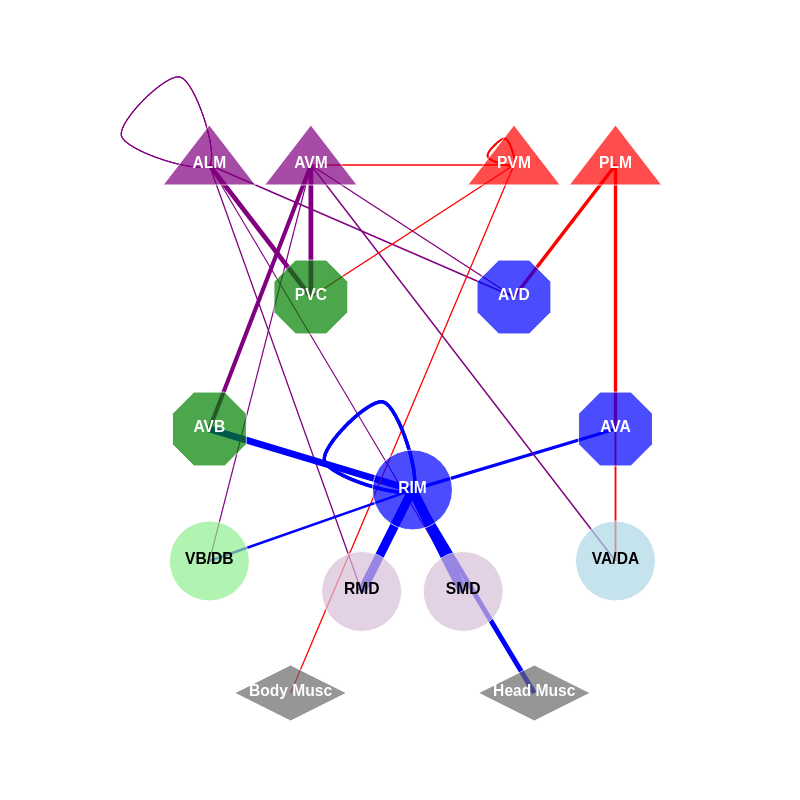 ALM
AVM
PVM
PLM
PVC
AVD
AVB
AVA
RIM
VB/DB
VA/DA
RMD
SMD
Body Musc
Head Musc